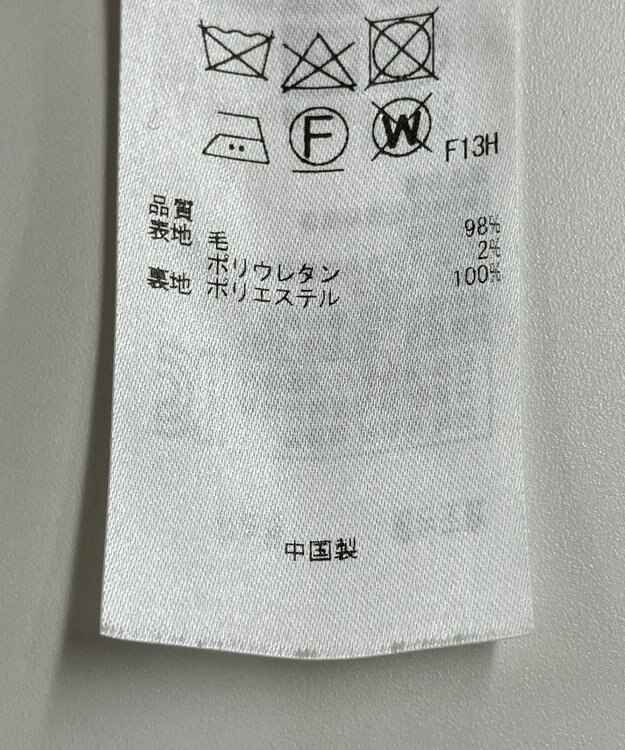 F W F13H
品質
表地 毛 98%
ポリウレタン 2%
裏地 ポリエステル 100%
中国製